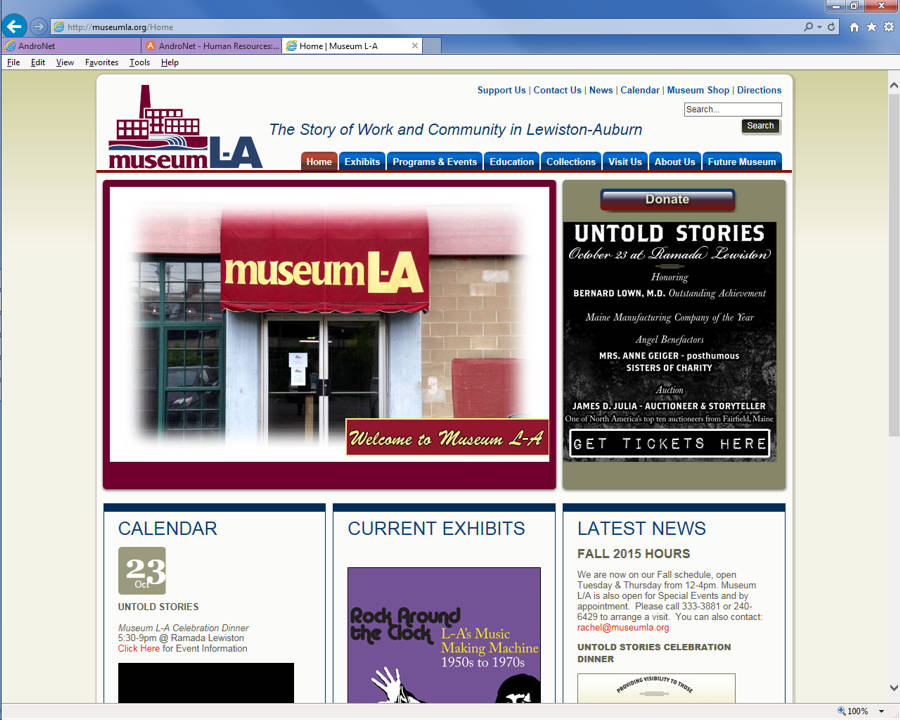 http://museumla.org/Home
AndroNet
AndroNet - Human Resources:...
Home | Museum L-A
File Edit View Favorites Tools Help
Support Us | Contact Us | News | Calendar | Museum Shop | Directions
Search...
Search
museum L-A
The Story of Work and Community in Lewiston-Auburn
Home Exhibits Programs & Events Education Collections Visit Us About Us Future Museum
museum L-A
Welcome to Museum L-A
Donate
UNTOLD STORIES
October 23 at Ramada Lewiston
Honoring
BERNARD LOWN, M.D. Outstanding Achievement
Maine Manufacturing Company of the Year
Angel Benefactors
MRS. ANNE GEIGER - posthumous
SISTERS OF CHARITY
Auction
JAMES D. JULIA - AUCTIONEER & STORYTELLER
One of North America's top ten auctioneers from Fairfield, Maine
GET TICKETS HERE
CALENDAR
23
Oct
UNTOLD STORIES
Museum L-A Celebration Dinner
5:30-9pm @ Ramada Lewiston
Click Here for Event Information
CURRENT EXHIBITS
Rock Around
the Clock
L-A's Music
Making Machine
1950s to 1970s
LATEST NEWS
FALL 2015 HOURS
We are now on our Fall schedule, open
Tuesday & Thursday from 12-4pm. Museum
L/A is also open for Special Events and by
appointment. Please call 333-3881 or 240-
6429 to arrange a visit. You can also contact:
rachel@museumla.org
UNTOLD STORIES CELEBRATION
DINNER
PROVIDING VISIBILITY TO THOSE
100%